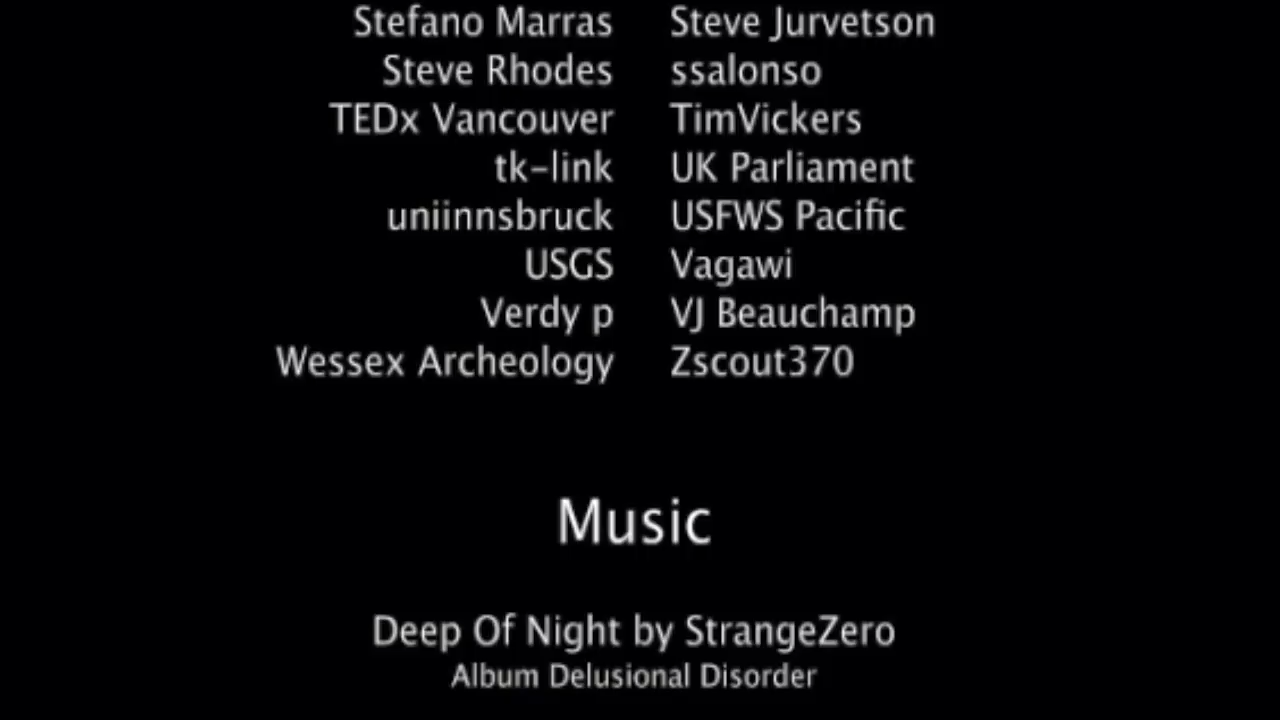 Stefano Marras Steve Jurvetson
Steve Rhodes ssalonso
TEDx Vancouver TimVickers
tk-link UK Parliament
uniinnsbruck USFWS Pacific
USGS Vagawi
Verdy p VJ Beauchamp
Wessex Archeology Zscout370
Music
Deep Of Night by StrangeZero
Album Delusional Disorder